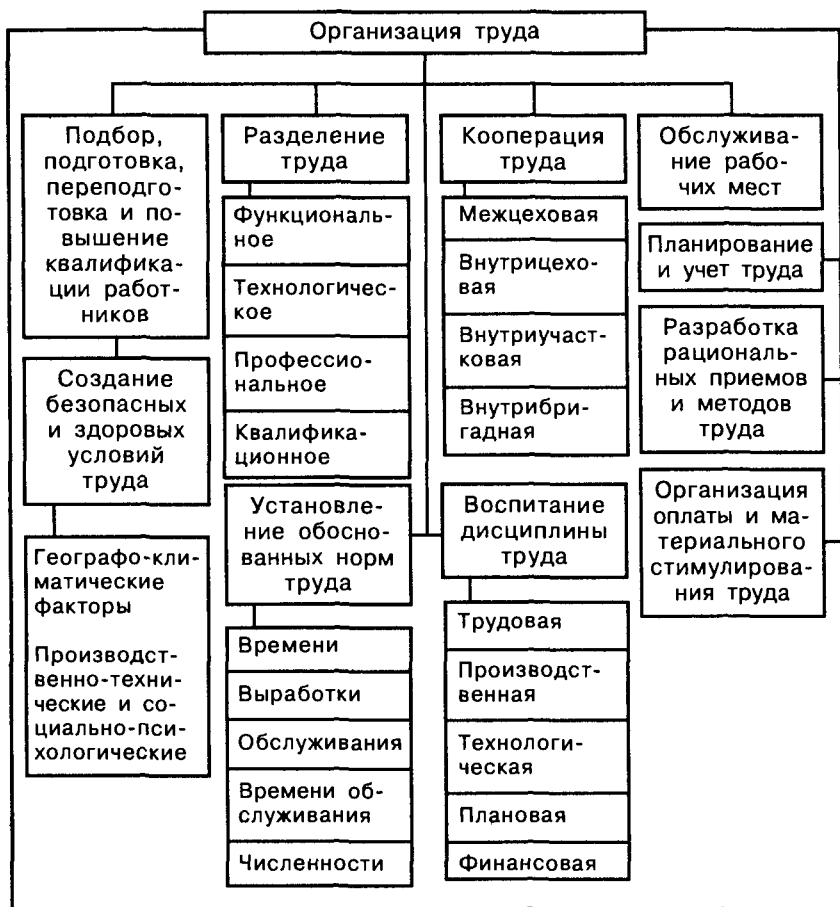 Организация труда
Подбор,
подготовка,
переподго-
товка и по-
вышение
квалифика-
ции работ-
ников
Разделение
труда
Кооперация
труда
Обслужива-
ние рабо-
чих мест
Функциональ-
ное
Технологичес-
кое
Профессио-
нальное
Квалифика-
ционное
Межцеховая
Внутрицехо-
вая
Внутриучаст-
ковая
Внутрибри-
гадная
Планирование
и учет труда
Разработка
рациональ-
ных приемов
и методов
труда
Создание
безопасных
и здоровых
условий
труда
Установле-
ние обосно-
ванных норм
труда
Воспитание
дисциплины
труда
Организация
оплаты и ма-
териального
стимулирова-
ния труда
Географо-кли-
матические
факторы
Производст-
венно-техни-
ческие и со-
циально-пси-
хологические
Времени
Выработки
Обслуживания
Времени об-
служивания
Численности
Трудовая
Производст-
венная
Технологи-
ческая
Плановая
Финансовая